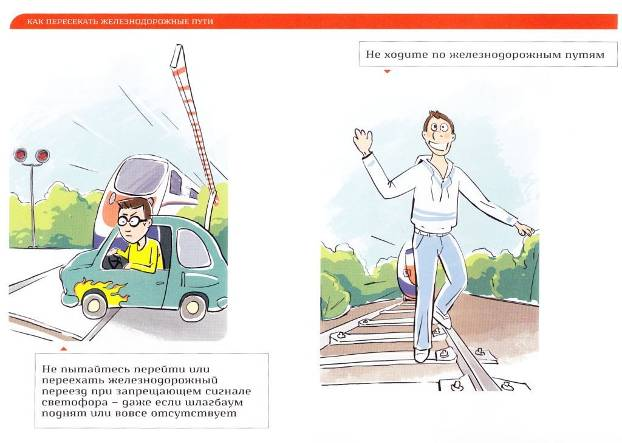 КАК ПЕРЕСЕКАТЬ ЖЕЛЕЗНОДОРОЖНЫЕ ПУТИ
Не ходите по железнодорожным путям
Не пытайтесь перейти или
переехать железнодорожный
переезд при запрещающем сигнале
светофора – даже если шлагбаум
поднят или вовсе отсутствует